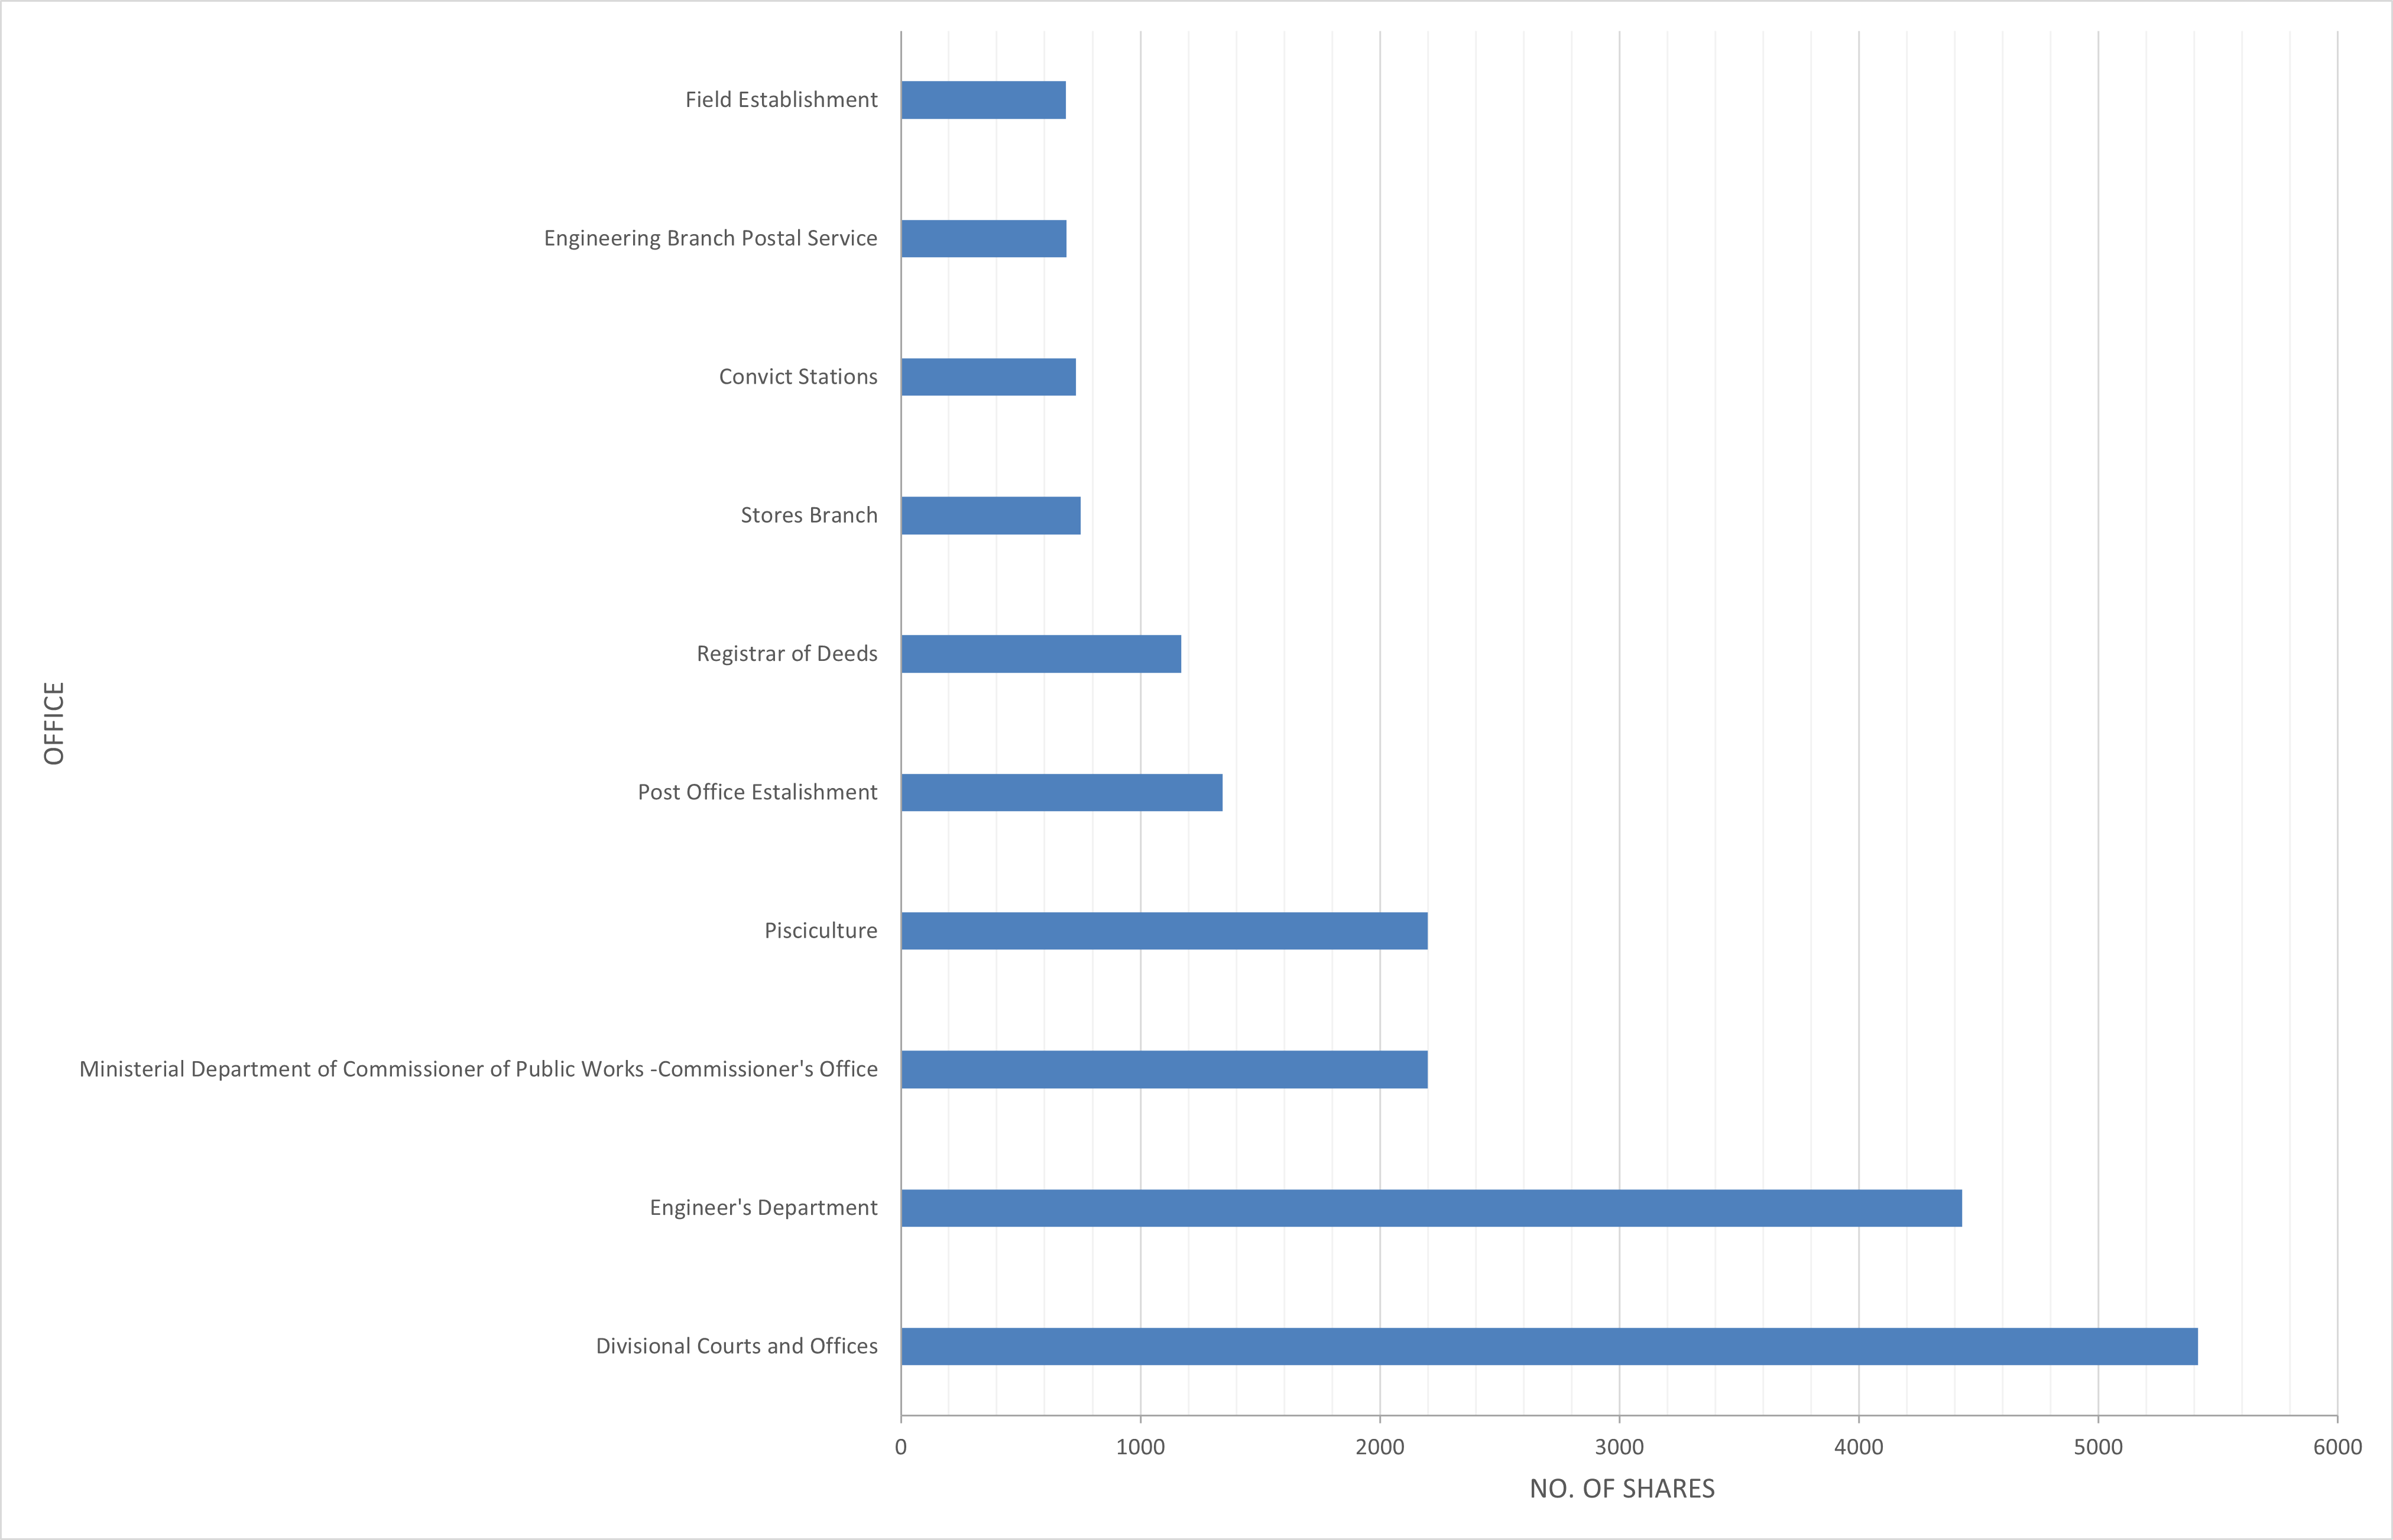 Field Establishment
Engineering Branch Postal Service
Convict Stations
Stores Branch
Registrar of Deeds
Post Office Estalishment
Pisciculture
Ministerial Department of Commissioner of Public Works -Commissioner's Office
Engineer's Department
Divisional Courts and Offices
OFFICE
0 1000 2000 3000 4000 5000 6000
NO. OF SHARES